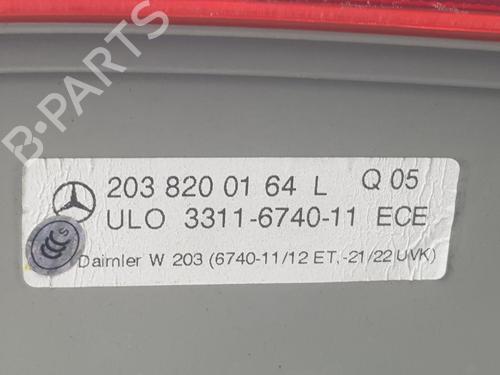 B-PARTS
203 820 01 64 L Q 05
ULO 3311-6740-11 ECE
Daimler W 203 (6740-11/12 ET, -21/22 UVK)
CCC S